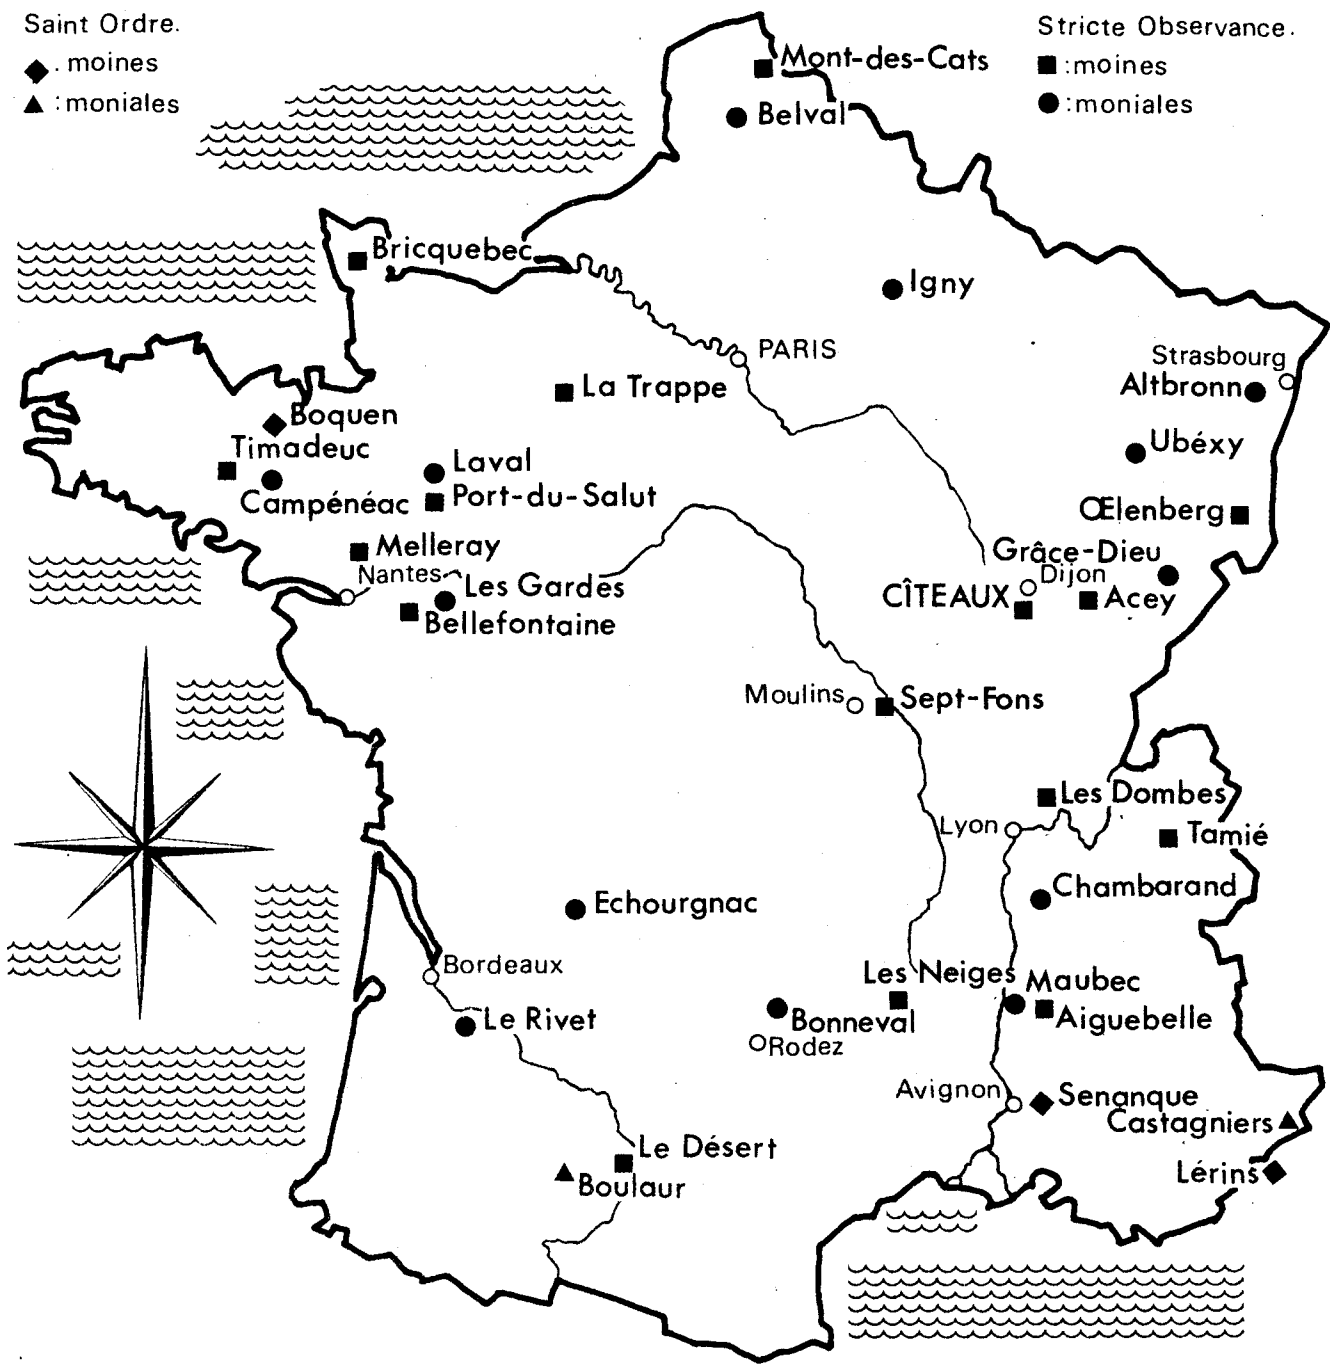 Saint Ordre.
. moines
: moniales
Stricte Observance.
:moines
:moniales
Mont-des-Cats
Belval
Bricquebec
Igny
PARIS
Strasbourg
La Trappe
Altbronn
Boquen
Ubéxy
Timadeuc
Laval
Campénéac
Port-du-Salut
Œlenberg
Melleray
Grâce-Dieu
Nantes
Dijon
Les Gardes
CÎTEAUX
Acey
Bellefontaine
Moulins
Sept-Fons
Les Dombes
Lyon
Tamié
Chambarand
Echourgnac
Bordeaux
Les Neiges
Maubec
Le Rivet
Bonneval
Aiguebelle
Rodez
Avignon
Senanque
Castagniers
Le Désert
Lérins
Boulaur